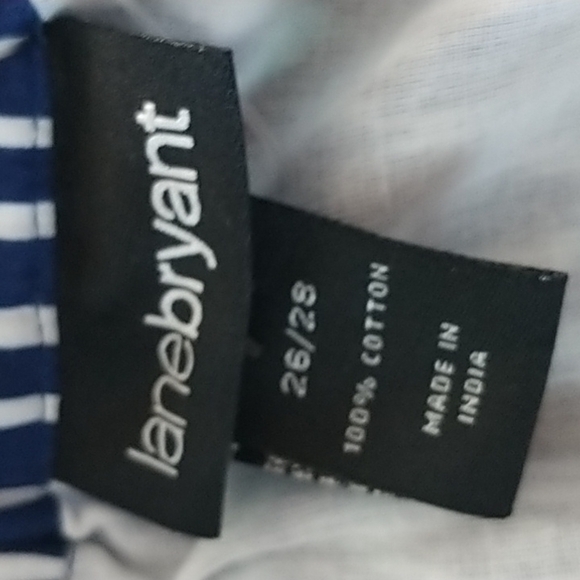 lanebryant
26/28
100% COTTON
MADE IN
INDIA